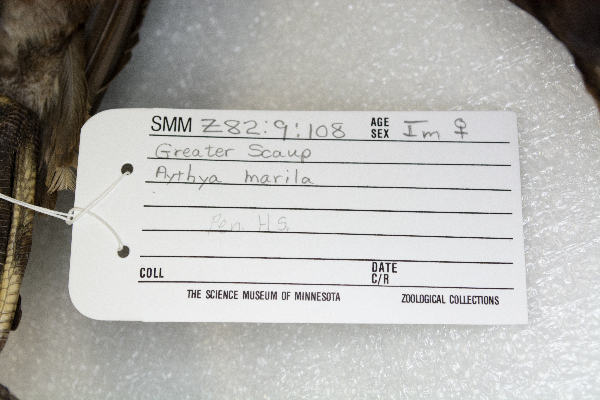 SMM Z82:9:108 AGE SEX Im ♀
Greater Scaup
Aythya marila
Pen. H.S.
COLL DATE C/R
THE SCIENCE MUSEUM OF MINNESOTA ZOOLOGICAL COLLECTIONS